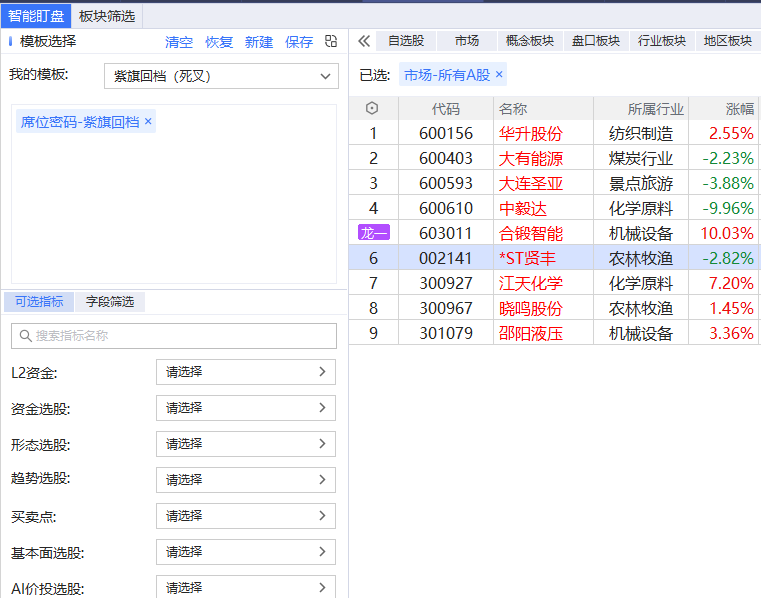 智能盯盘 板块筛选
模板选择 清空 恢复 新建 保存
我的模板: 紫旗回档（死叉）
席位密码-紫旗回档 ×
可选指标 字段筛选
搜索指标名称
L2资金: 请选择
资金选股: 请选择
形态选股: 请选择
趋势选股: 请选择
买卖点: 请选择
基本面选股: 请选择
AI价投选股: 请选择
自选股 市场 概念板块 盘口板块 行业板块 地区板块
已选: 市场-所有A股 ×
代码 名称 所属行业 涨幅
1 600156 华升股份 纺织制造 2.55%
2 600403 大有能源 煤炭行业 -2.23%
3 600593 大连圣亚 景点旅游 -3.88%
4 600610 中毅达 化学原料 -9.96%
龙一 603011 合锻智能 机械设备 10.03%
6 002141 *ST贤丰 农林牧渔 -2.82%
7 300927 江天化学 化学原料 7.20%
8 300967 晓鸣股份 农林牧渔 1.45%
9 301079 邵阳液压 机械设备 3.36%